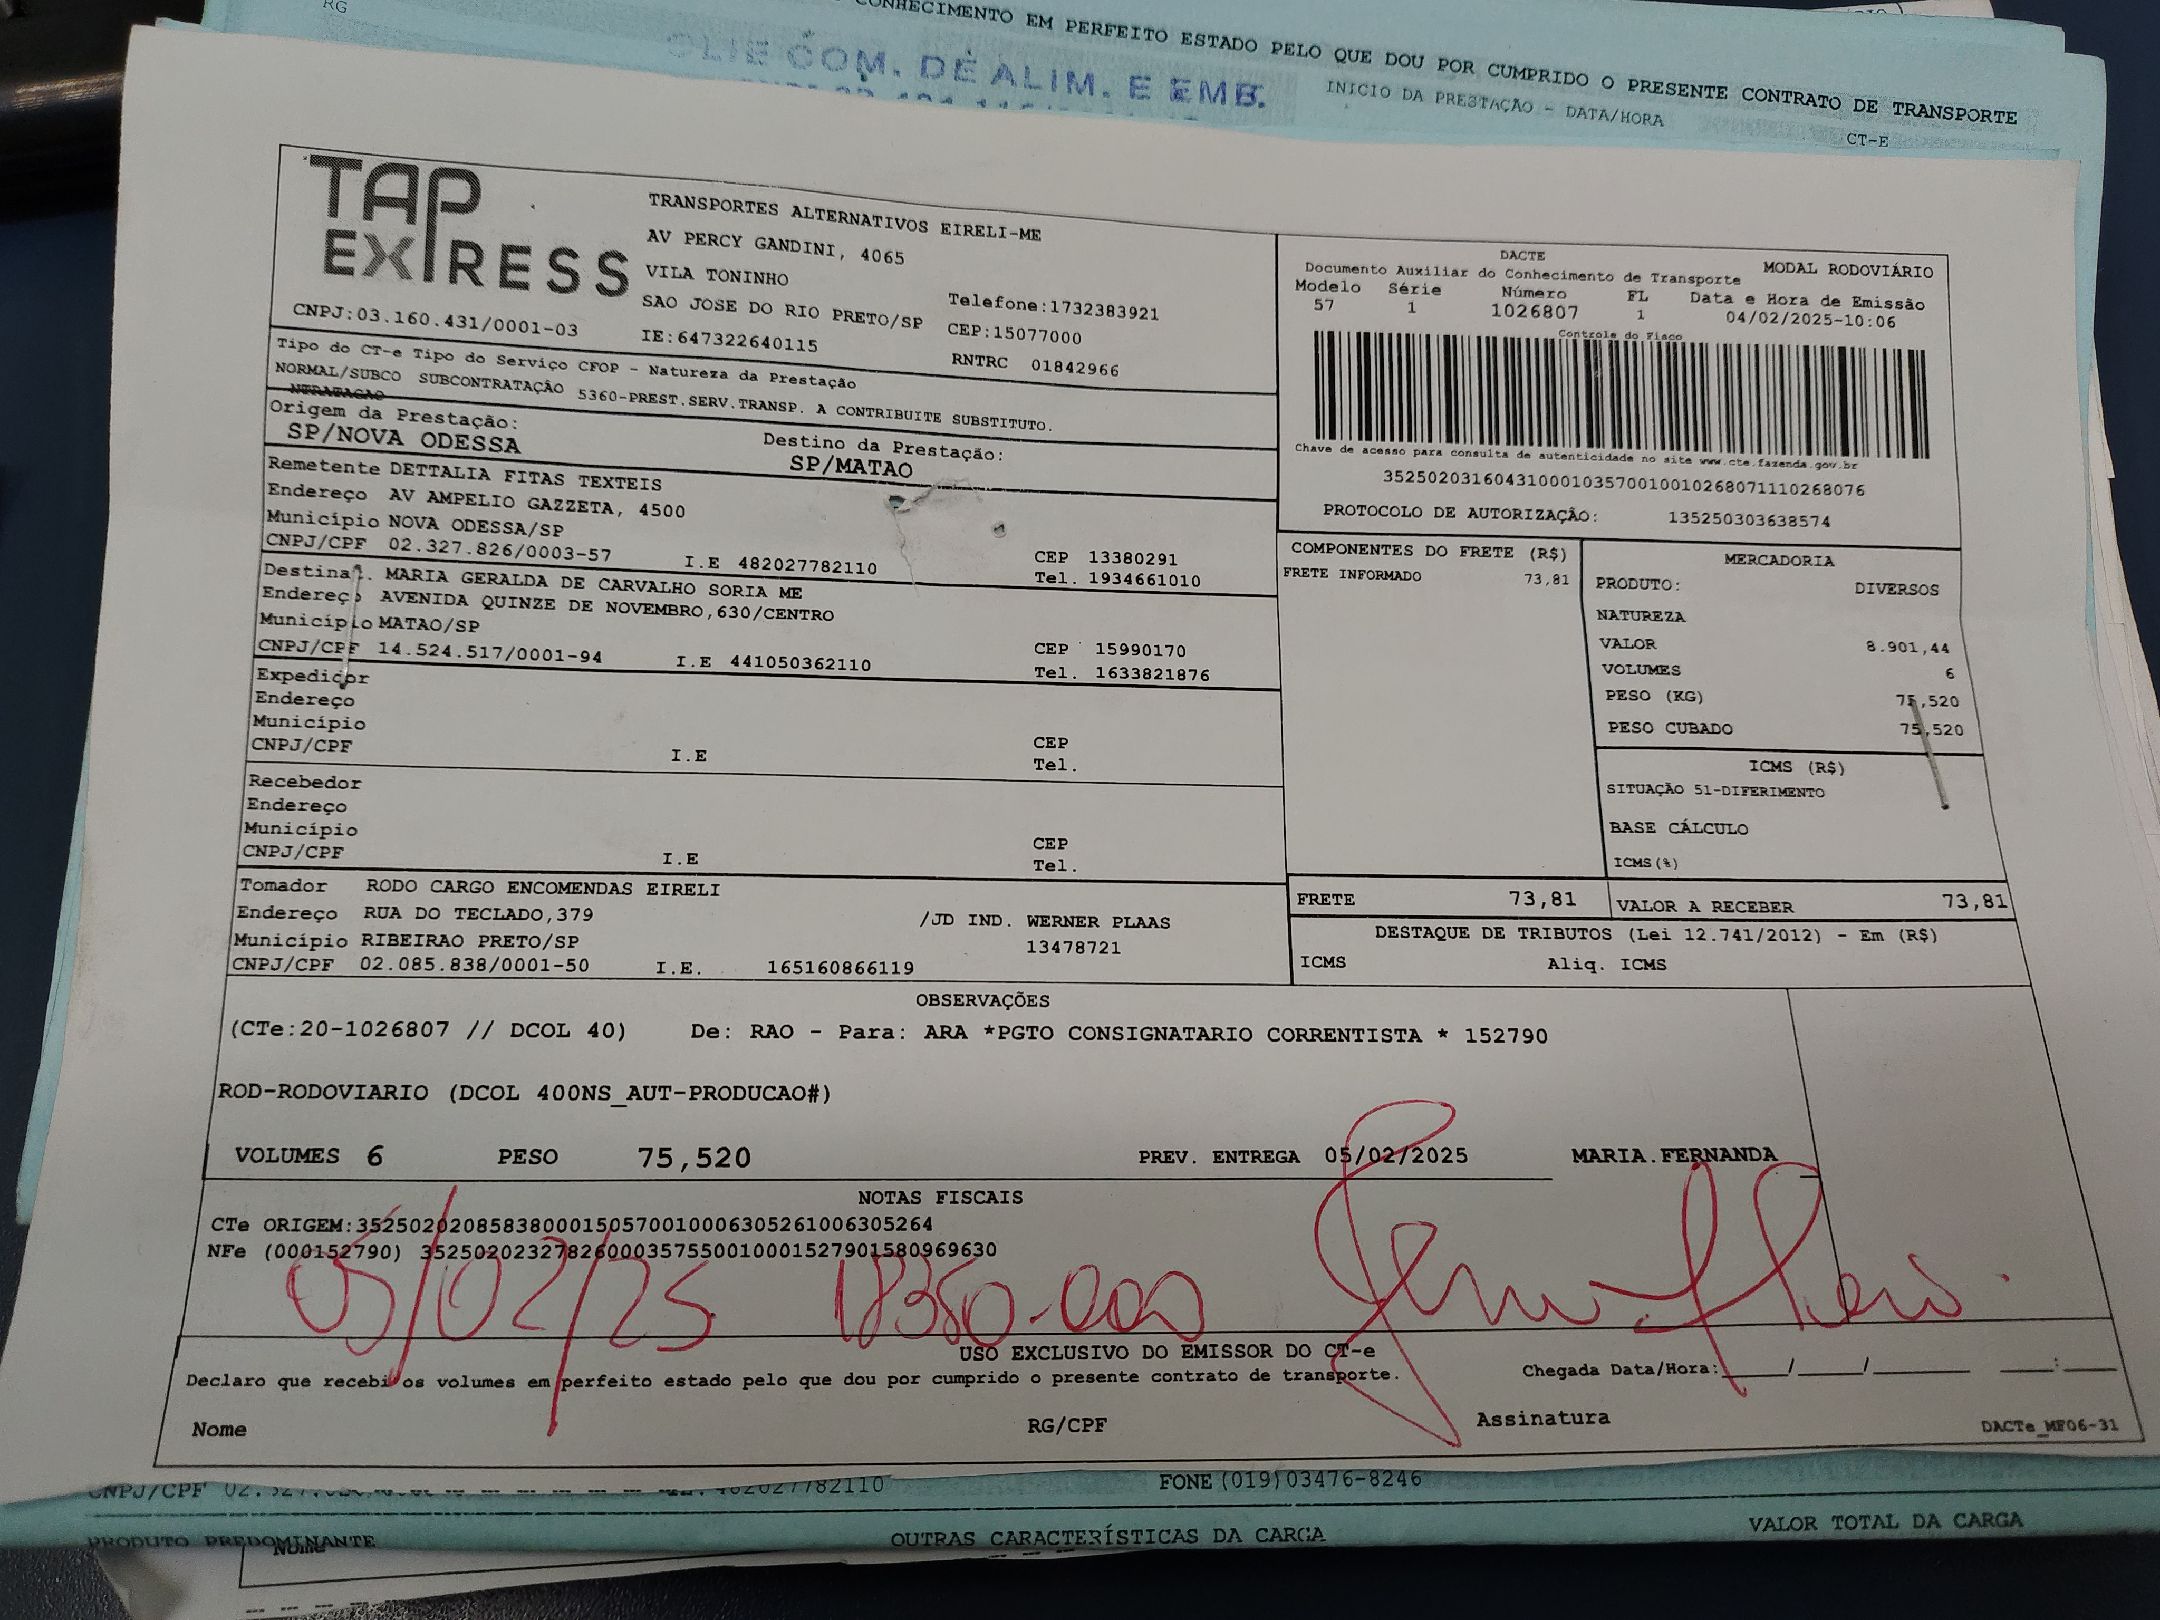 RG
CONHECIMENTO EM PERFEITO ESTADO PELO QUE DOU POR CUMPRIDO O PRESENTE CONTRATO DE TRANSPORTE
COM. DE ALIM. E EMB.
INICIO DA PRESTAÇÃO - DATA/HORA
CT-E
TAP EXPRESS
TRANSPORTES ALTERNATIVOS EIRELI-ME
AV PERCY GANDINI, 4065
VILA TONINHO
SAO JOSE DO RIO PRETO/SP
Telefone:1732383921
CNPJ:03.160.431/0001-03
IE:647322640115
CEP:15077000
RNTRC 01842966
DACTE
Documento Auxiliar do Conhecimento de Transporte
MODAL RODOVIÁRIO
Modelo Série Número FL Data e Hora de Emissão
57 1 1026807 1 04/02/2025-10:06
Controle do Fisco
Chave de acesso para consulta de autenticidade no site www.cte.fazenda.gov.br
35250203160431000103570010010268071110268076
PROTOCOLO DE AUTORIZAÇÃO: 135250303638574
Tipo do CT-e Tipo do Serviço CFOP - Natureza da Prestação
NORMAL/SUBCO SUBCONTRATAÇÃO 5360-PREST.SERV.TRANSP. A CONTRIBUITE SUBSTITUTO.
NTRATACAO
Origem da Prestação:
SP/NOVA ODESSA
Destino da Prestação:
SP/MATAO
Remetente DETTALIA FITAS TEXTEIS
Endereço AV AMPELIO GAZZETA, 4500
Município NOVA ODESSA/SP
CEP 13380291
CNPJ/CPF 02.327.826/0003-57 I.E 482027782110 Tel. 1934661010
Destinat. MARIA GERALDA DE CARVALHO SORIA ME
Endereço AVENIDA QUINZE DE NOVEMBRO,630/CENTRO
Município MATAO/SP
CEP 15990170
CNPJ/CPF 14.524.517/0001-94 I.E 441050362110 Tel. 1633821876
Expedidor
Endereço
Município
CEP
CNPJ/CPF I.E Tel.
Recebedor
Endereço
Município
CEP
CNPJ/CPF I.E Tel.
Tomador RODO CARGO ENCOMENDAS EIRELI
Endereço RUA DO TECLADO,379 /JD IND. WERNER PLAAS
Município RIBEIRAO PRETO/SP 13478721
CNPJ/CPF 02.085.838/0001-50 I.E. 165160866119
COMPONENTES DO FRETE (R$)
FRETE INFORMADO 73,81
MERCADORIA
PRODUTO: DIVERSOS
NATUREZA
VALOR 8.901,44
VOLUMES 6
PESO (KG) 75,520
PESO CUBADO 75,520
ICMS (R$)
SITUAÇÃO 51-DIFERIMENTO
BASE CÁLCULO
ICMS(%)
FRETE 73,81
VALOR A RECEBER 73,81
DESTAQUE DE TRIBUTOS (Lei 12.741/2012) - Em (R$)
ICMS Aliq. ICMS
OBSERVAÇÕES
(CTe:20-1026807 // DCOL 40) De: RAO - Para: ARA *PGTO CONSIGNATARIO CORRENTISTA * 152790
ROD-RODOVIARIO (DCOL 400NS_AUT-PRODUCAO#)
VOLUMES 6 PESO 75,520 PREV. ENTREGA 05/02/2025 MARIA.FERNANDA
NOTAS FISCAIS
CTe ORIGEM:35250202085838000150570010006305261006305264
NFe (000152790) 35250202327826000357550010001527901580969630
05/02/25
USO EXCLUSIVO DO EMISSOR DO CT-e
Declaro que recebi os volumes em perfeito estado pelo que dou por cumprido o presente contrato de transporte.
Chegada Data/Hora:____/____/______ ___:___
Nome RG/CPF Assinatura
DACTe_MF06-31
CNPJ/CPF
FONE (019)03476-8246
PRODUTO PREDOMINANTE
OUTRAS CARACTERÍSTICAS DA CARGA
VALOR TOTAL DA CARGA
Nome